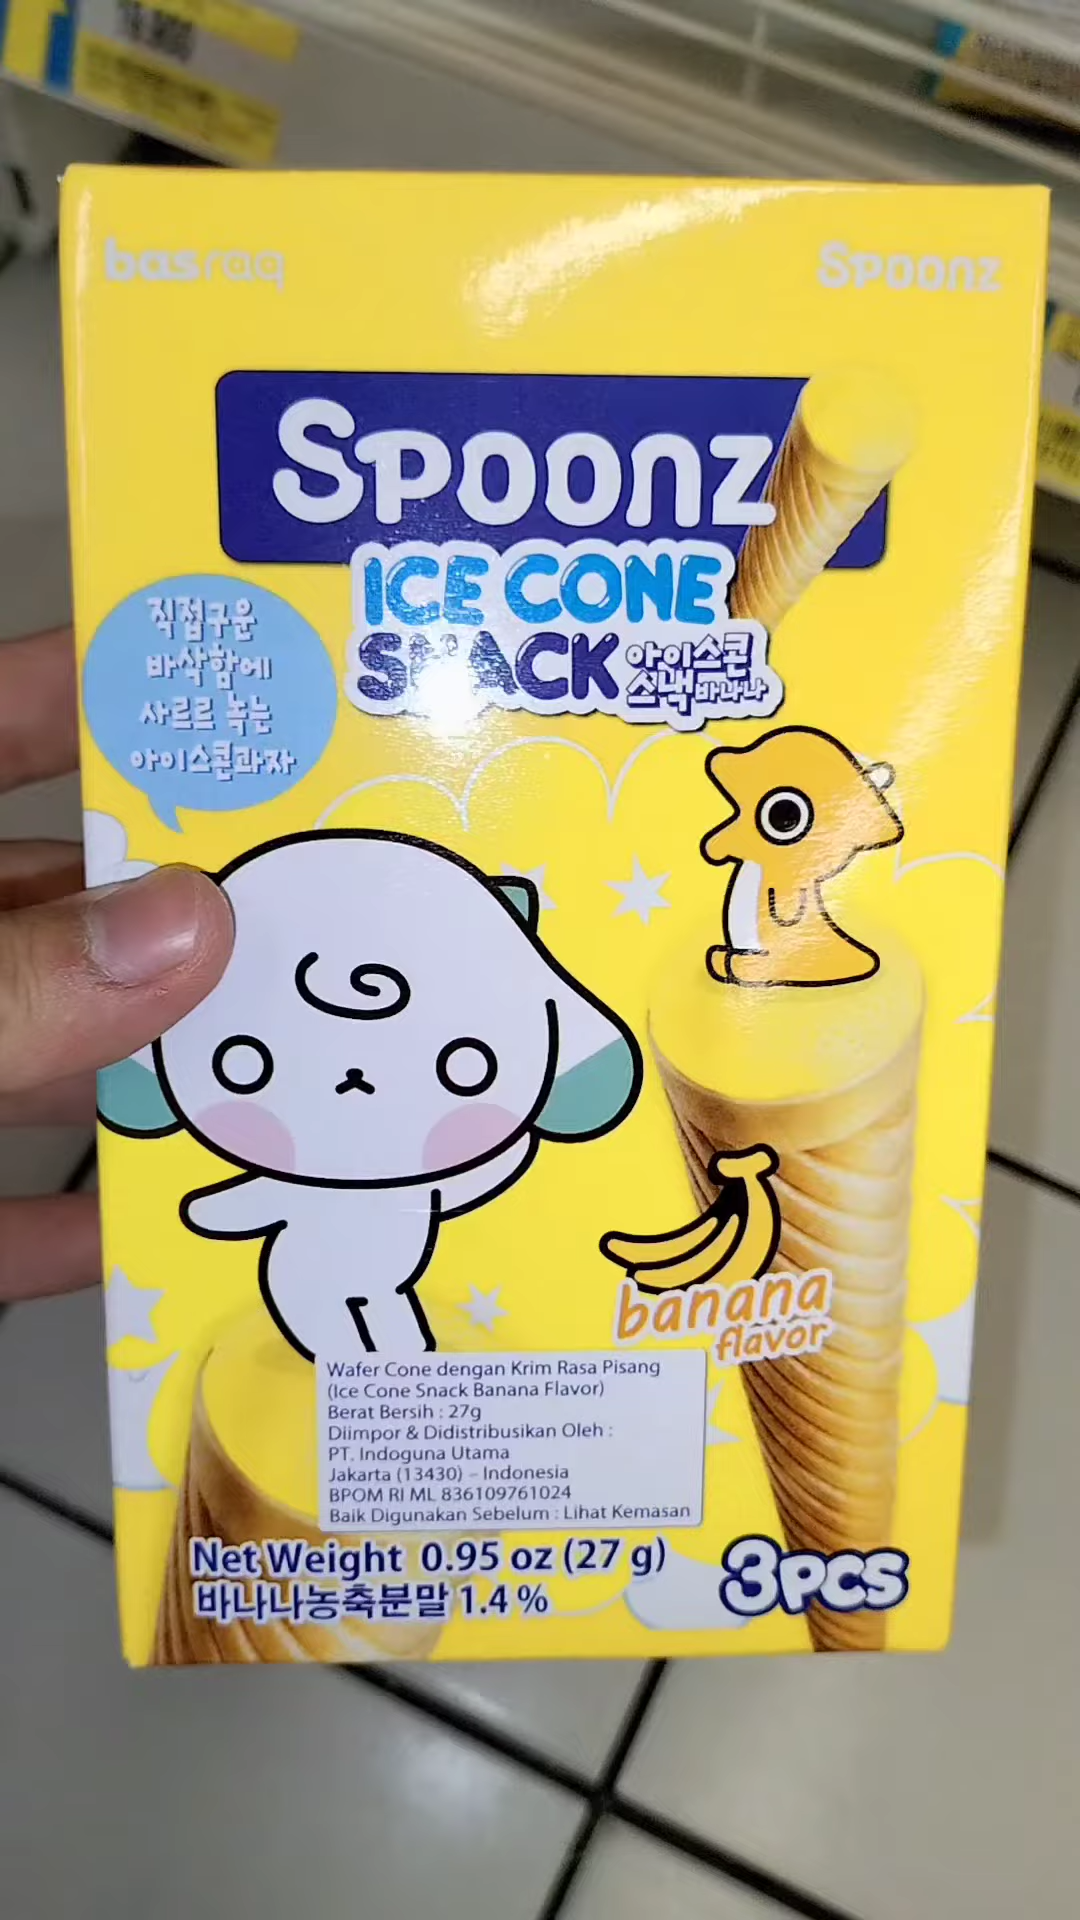 basraq
Spoonz
Spoonz
ICE CONE
SNACK 아이스콘
스낵 바나나
직접구운
바삭함에
사르르 녹는
아이스콘과자
banana
flavor
Wafer Cone dengan Krim Rasa Pisang
(Ice Cone Snack Banana Flavor)
Berat Bersih : 27g
Diimpor & Didistribusikan Oleh :
PT. Indoguna Utama
Jakarta (13430) – Indonesia
BPOM RI ML 836109761024
Baik Digunakan Sebelum : Lihat Kemasan
Net Weight 0.95 oz (27 g)
바나나농축분말 1.4 %
3PCS